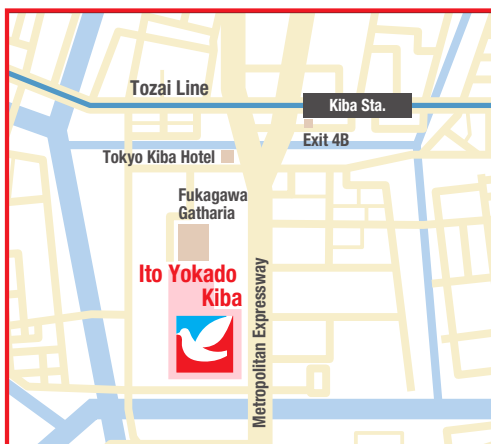 Tozai Line
Kiba Sta.
Exit 4B
Tokyo Kiba Hotel
Fukagawa
Gatharia
Ito Yokado
Kiba
Metropolitan Expressway